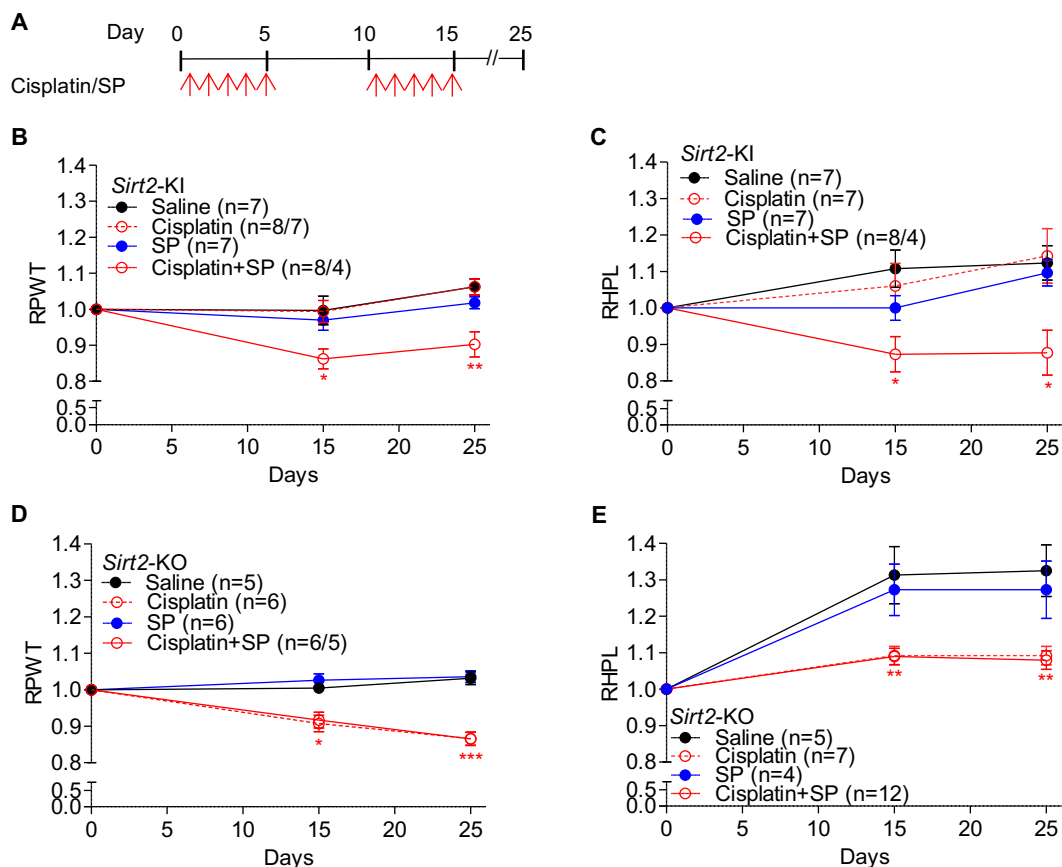 A
Day 0 5 10 15 25
//
Cisplatin/SP
B
Sirt2-KI
Saline (n=7)
Cisplatin (n=8/7)
SP (n=7)
Cisplatin+SP (n=8/4)
RPWT
1.4
1.3
1.2
1.1
1.0
0.9
0.8
0.5
0.0
*
**
0 5 10 15 20 25
Days
C
Sirt2-KI
Saline (n=7)
Cisplatin (n=7)
SP (n=7)
Cisplatin+SP (n=8/4)
RHPL
1.4
1.3
1.2
1.1
1.0
0.9
0.8
0.5
0.0
*
*
0 5 10 15 20 25
Days
D
Sirt2-KO
Saline (n=5)
Cisplatin (n=6)
SP (n=6)
Cisplatin+SP (n=6/5)
RPWT
1.4
1.3
1.2
1.1
1.0
0.9
0.8
0.5
0.0
*
***
0 5 10 15 20 25
Days
E
RHPL
1.4
1.3
1.2
1.1
1.0
0.9
0.8
0.5
0.0
**
**
Sirt2-KO
Saline (n=5)
Cisplatin (n=7)
SP (n=4)
Cisplatin+SP (n=12)
0 5 10 15 20 25
Days